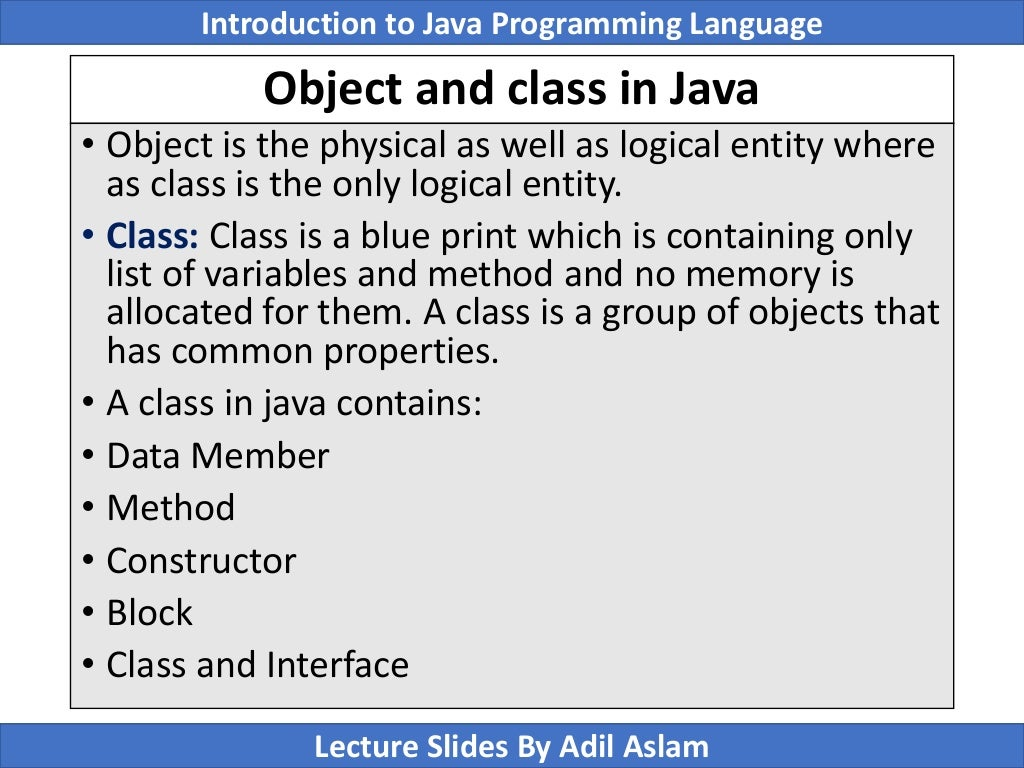 Introduction to Java Programming Language
Object and class in Java
• Object is the physical as well as logical entity where
as class is the only logical entity.
• Class: Class is a blue print which is containing only
list of variables and method and no memory is
allocated for them. A class is a group of objects that
has common properties.
• A class in java contains:
• Data Member
• Method
• Constructor
• Block
• Class and Interface
Lecture Slides By Adil Aslam